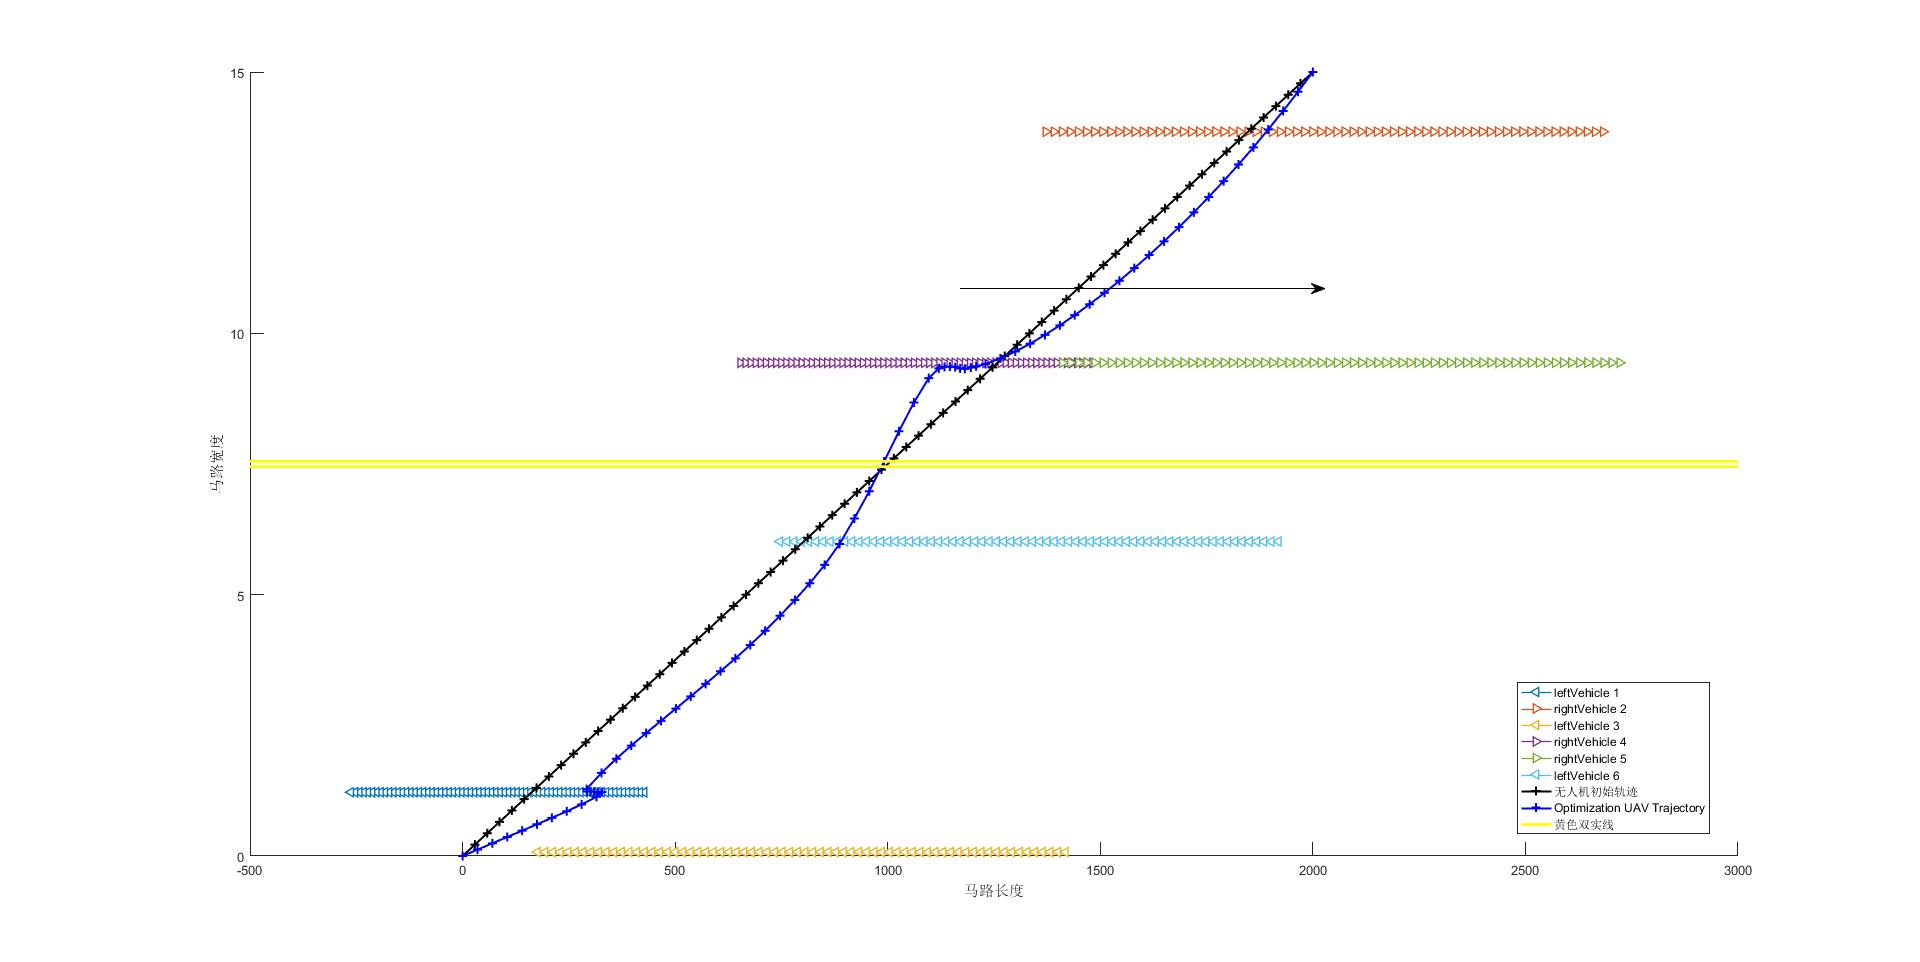 15
10
5
0
马路宽度
-500
0
500
1000
1500
2000
2500
3000
马路长度
leftVehicle 1
rightVehicle 2
leftVehicle 3
rightVehicle 4
rightVehicle 5
leftVehicle 6
无人机初始轨迹
Optimization UAV Trajectory
黄色双实线